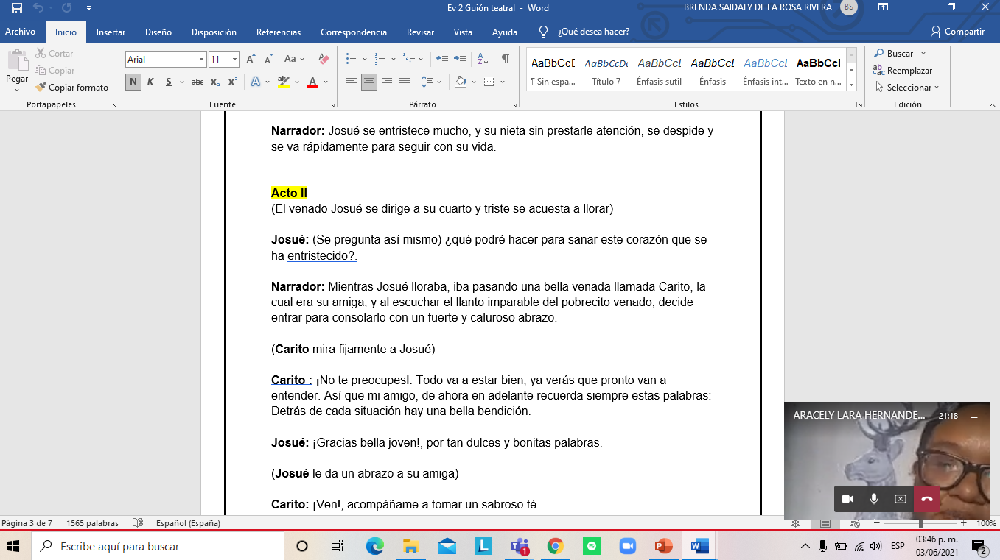 Ev 2 Guión teatral - Word
BRENDA SAIDALY DE LA ROSA RIVERA
BS
Archivo Inicio Insertar Diseño Disposición Referencias Correspondencia Revisar Vista Ayuda ¿Qué desea hacer? Compartir
Pegar
Cortar
Copiar
Copiar formato
Portapapeles
Arial 11
N K S abc x₂ x² A aby A
A A Aa A
Fuente
Párrafo
AaBbCcD AaBbCcDc AaBbCcL AaBbCcL AaBbCcL AaBbCcl
¶ Sin espa... Título 7 Énfasis sutil Énfasis Énfasis int... Texto en n...
Estilos
Buscar
Reemplazar
Seleccionar
Edición
Narrador: Josué se entristece mucho, y su nieta sin prestarle atención, se despide y
se va rápidamente para seguir con su vida.
Acto II
(El venado Josué se dirige a su cuarto y triste se acuesta a llorar)
Josué: (Se pregunta así mismo) ¿qué podré hacer para sanar este corazón que se
ha entristecido?.
Narrador: Mientras Josué lloraba, iba pasando una bella venada llamada Carito, la
cual era su amiga, y al escuchar el llanto imparable del pobrecito venado, decide
entrar para consolarlo con un fuerte y caluroso abrazo.
(Carito mira fijamente a Josué)
Carito : ¡No te preocupes!. Todo va a estar bien, ya verás que pronto van a
entender. Así que mi amigo, de ahora en adelante recuerda siempre estas palabras:
Detrás de cada situación hay una bella bendición.
Josué: ¡Gracias bella joven!, por tan dulces y bonitas palabras.
(Josué le da un abrazo a su amiga)
Carito: ¡Ven!, acompáñame a tomar un sabroso té.
ARACELY LARA HERNANDE... 21:18
Página 3 de 7 1565 palabras Español (España) 100%
Escribe aquí para buscar
L
1
ESP
03:46 p. m.
03/06/2021
2